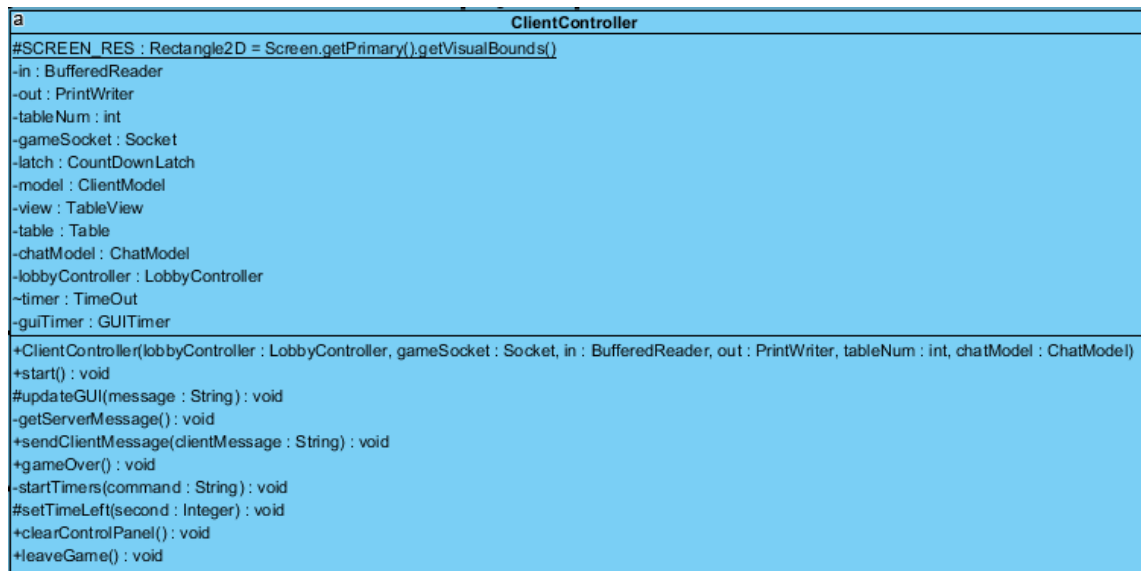 a
ClientController
#SCREEN_RES : Rectangle2D = Screen.getPrimary().getVisualBounds()
-in : BufferedReader
-out : PrintWriter
-tableNum : int
-gameSocket : Socket
-latch : CountDownLatch
-model : ClientModel
-view : TableView
-table : Table
-chatModel : ChatModel
-lobbyController : LobbyController
~timer : TimeOut
-guiTimer : GUITimer
+ClientController(lobbyController : LobbyController, gameSocket : Socket, in : BufferedReader, out : PrintWriter, tableNum : int, chatModel : ChatModel)
+start() : void
#updateGUI(message : String) : void
-getServerMessage() : void
+sendClientMessage(clientMessage : String) : void
+gameOver() : void
-startTimers(command : String) : void
#setTimeLeft(second : Integer) : void
+clearControlPanel() : void
+leaveGame() : void